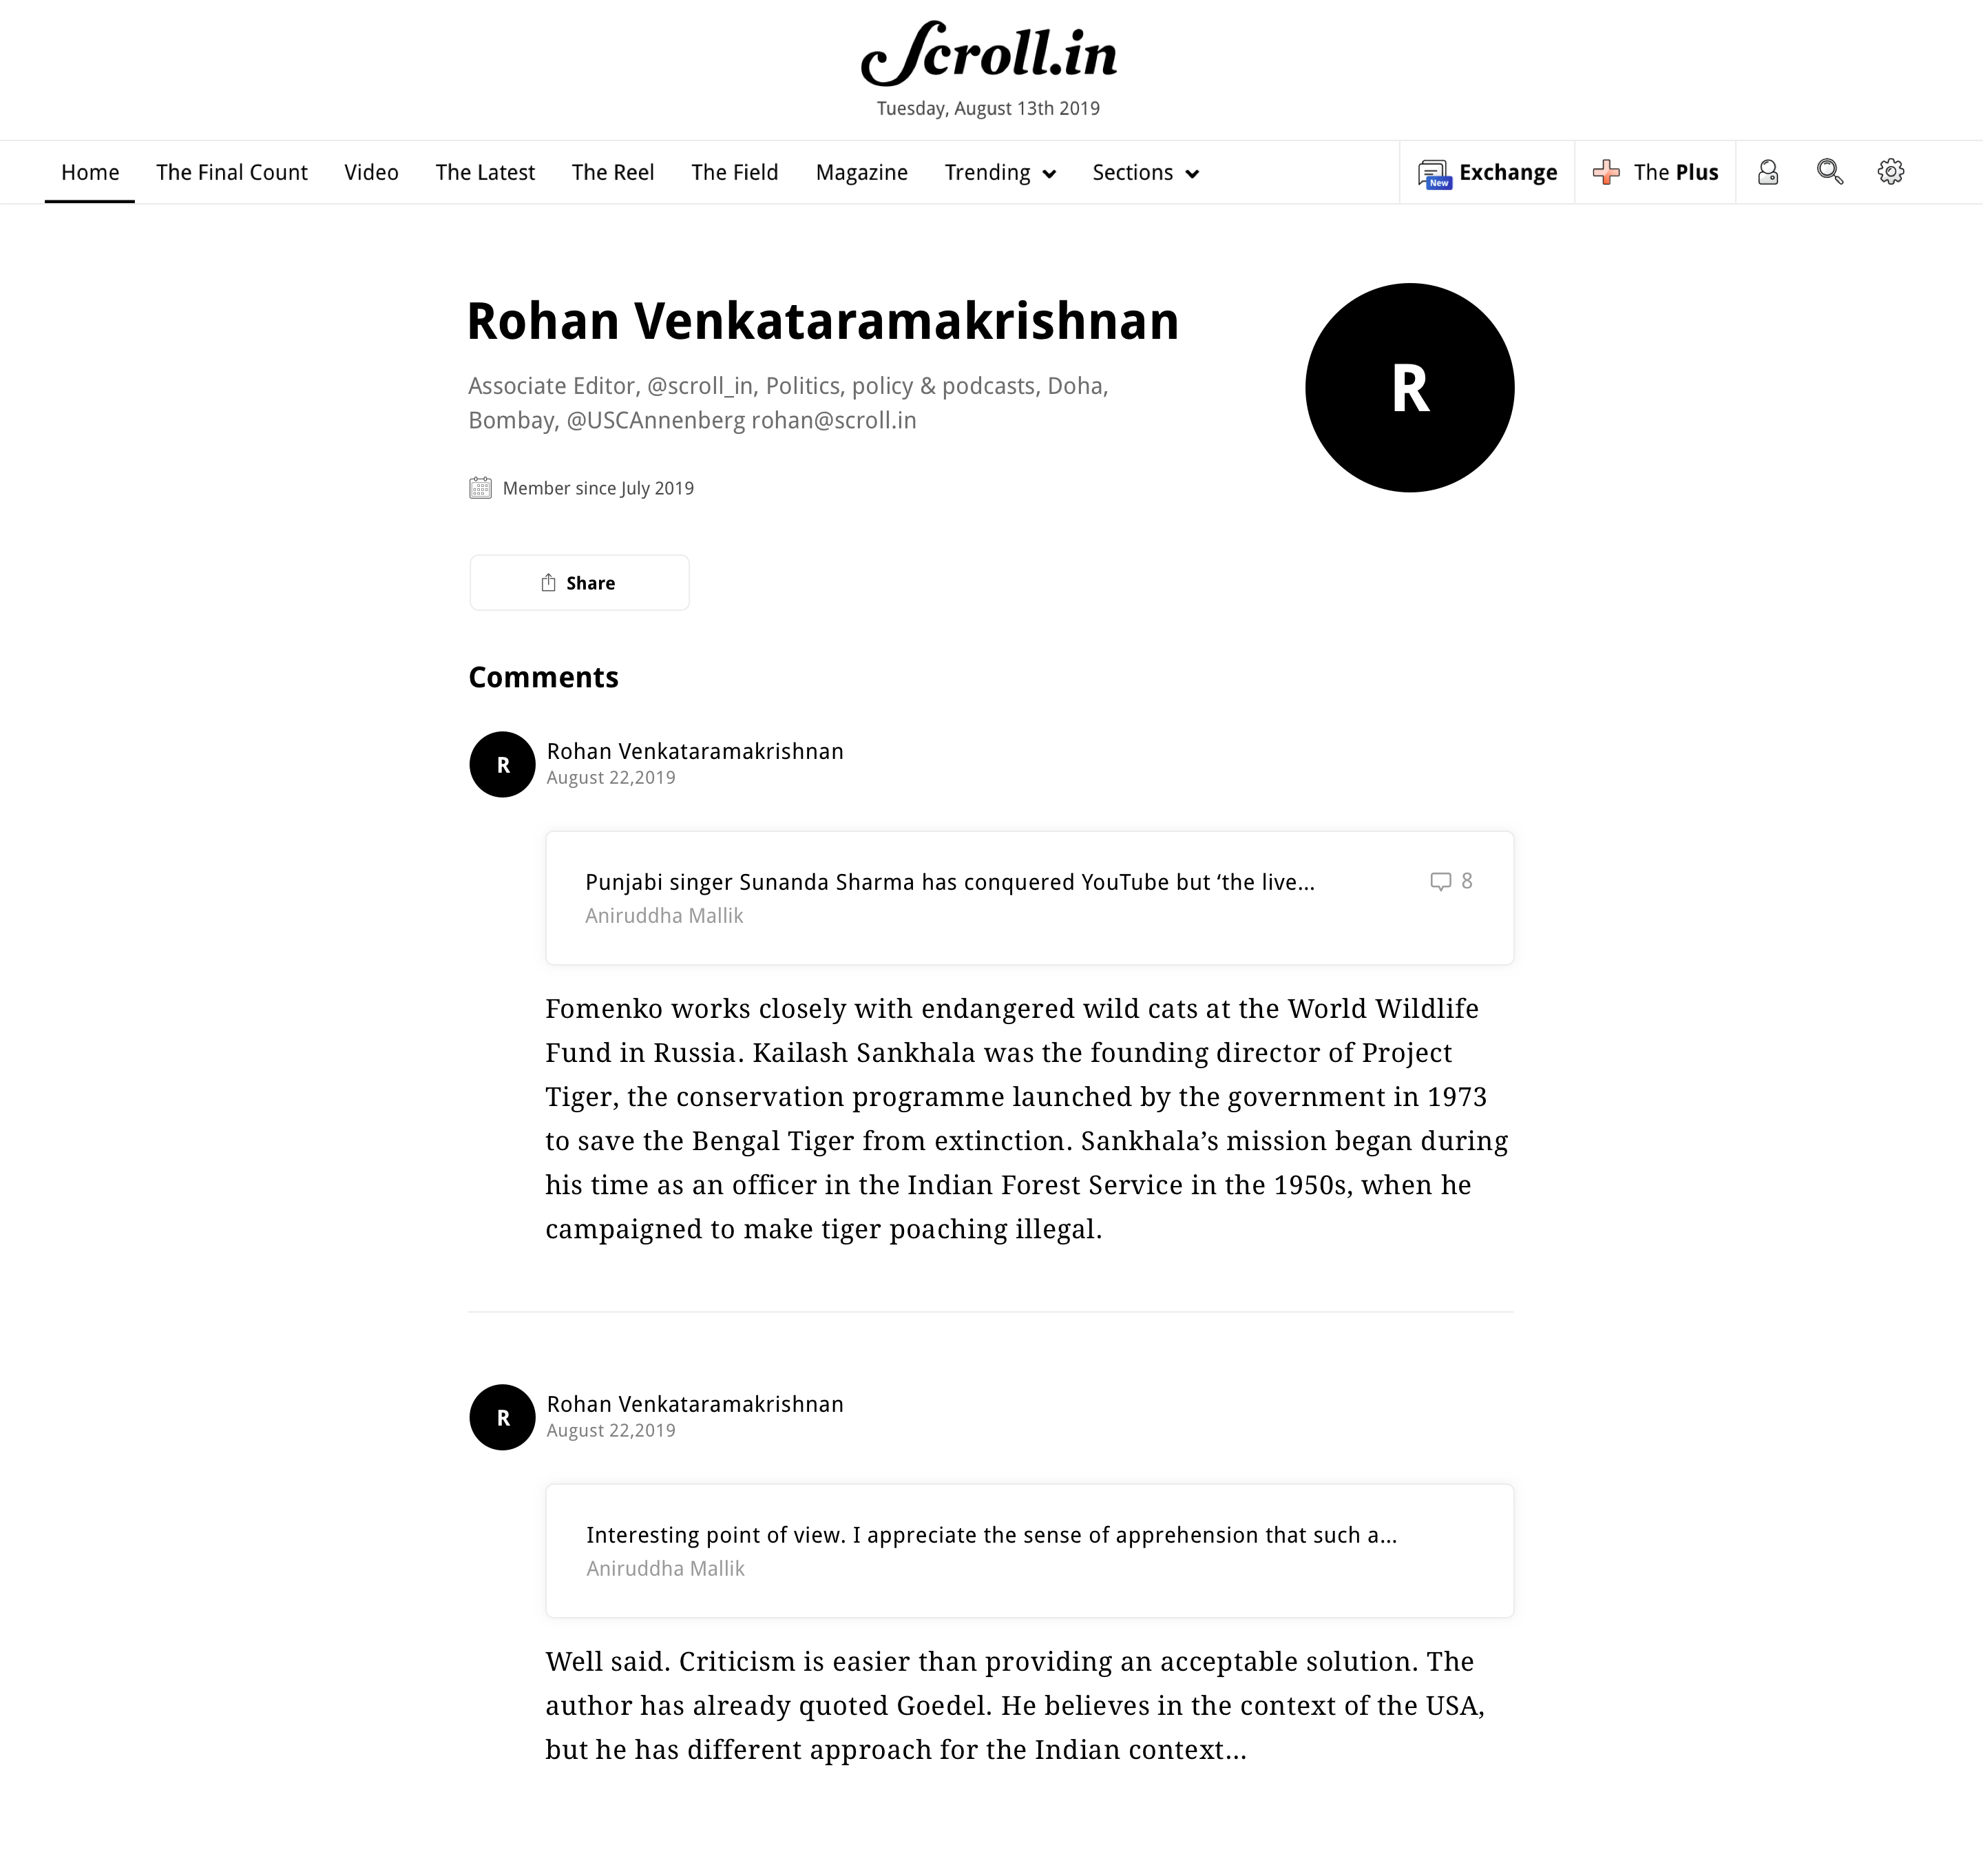 Scroll.in
Tuesday, August 13th 2019
Home The Final Count Video The Latest The Reel The Field Magazine Trending Sections New Exchange The Plus
Rohan Venkataramakrishnan
R
Associate Editor, @scroll_in, Politics, policy & podcasts, Doha,
Bombay, @USCAnnenberg rohan@scroll.in
Member since July 2019
Share
Comments
R
Rohan Venkataramakrishnan
August 22,2019
Punjabi singer Sunanda Sharma has conquered YouTube but ‘the live... 8
Aniruddha Mallik
Fomenko works closely with endangered wild cats at the World Wildlife
Fund in Russia. Kailash Sankhala was the founding director of Project
Tiger, the conservation programme launched by the government in 1973
to save the Bengal Tiger from extinction. Sankhala’s mission began during
his time as an officer in the Indian Forest Service in the 1950s, when he
campaigned to make tiger poaching illegal.
R
Rohan Venkataramakrishnan
August 22,2019
Interesting point of view. I appreciate the sense of apprehension that such a...
Aniruddha Mallik
Well said. Criticism is easier than providing an acceptable solution. The
author has already quoted Goedel. He believes in the context of the USA,
but he has different approach for the Indian context...